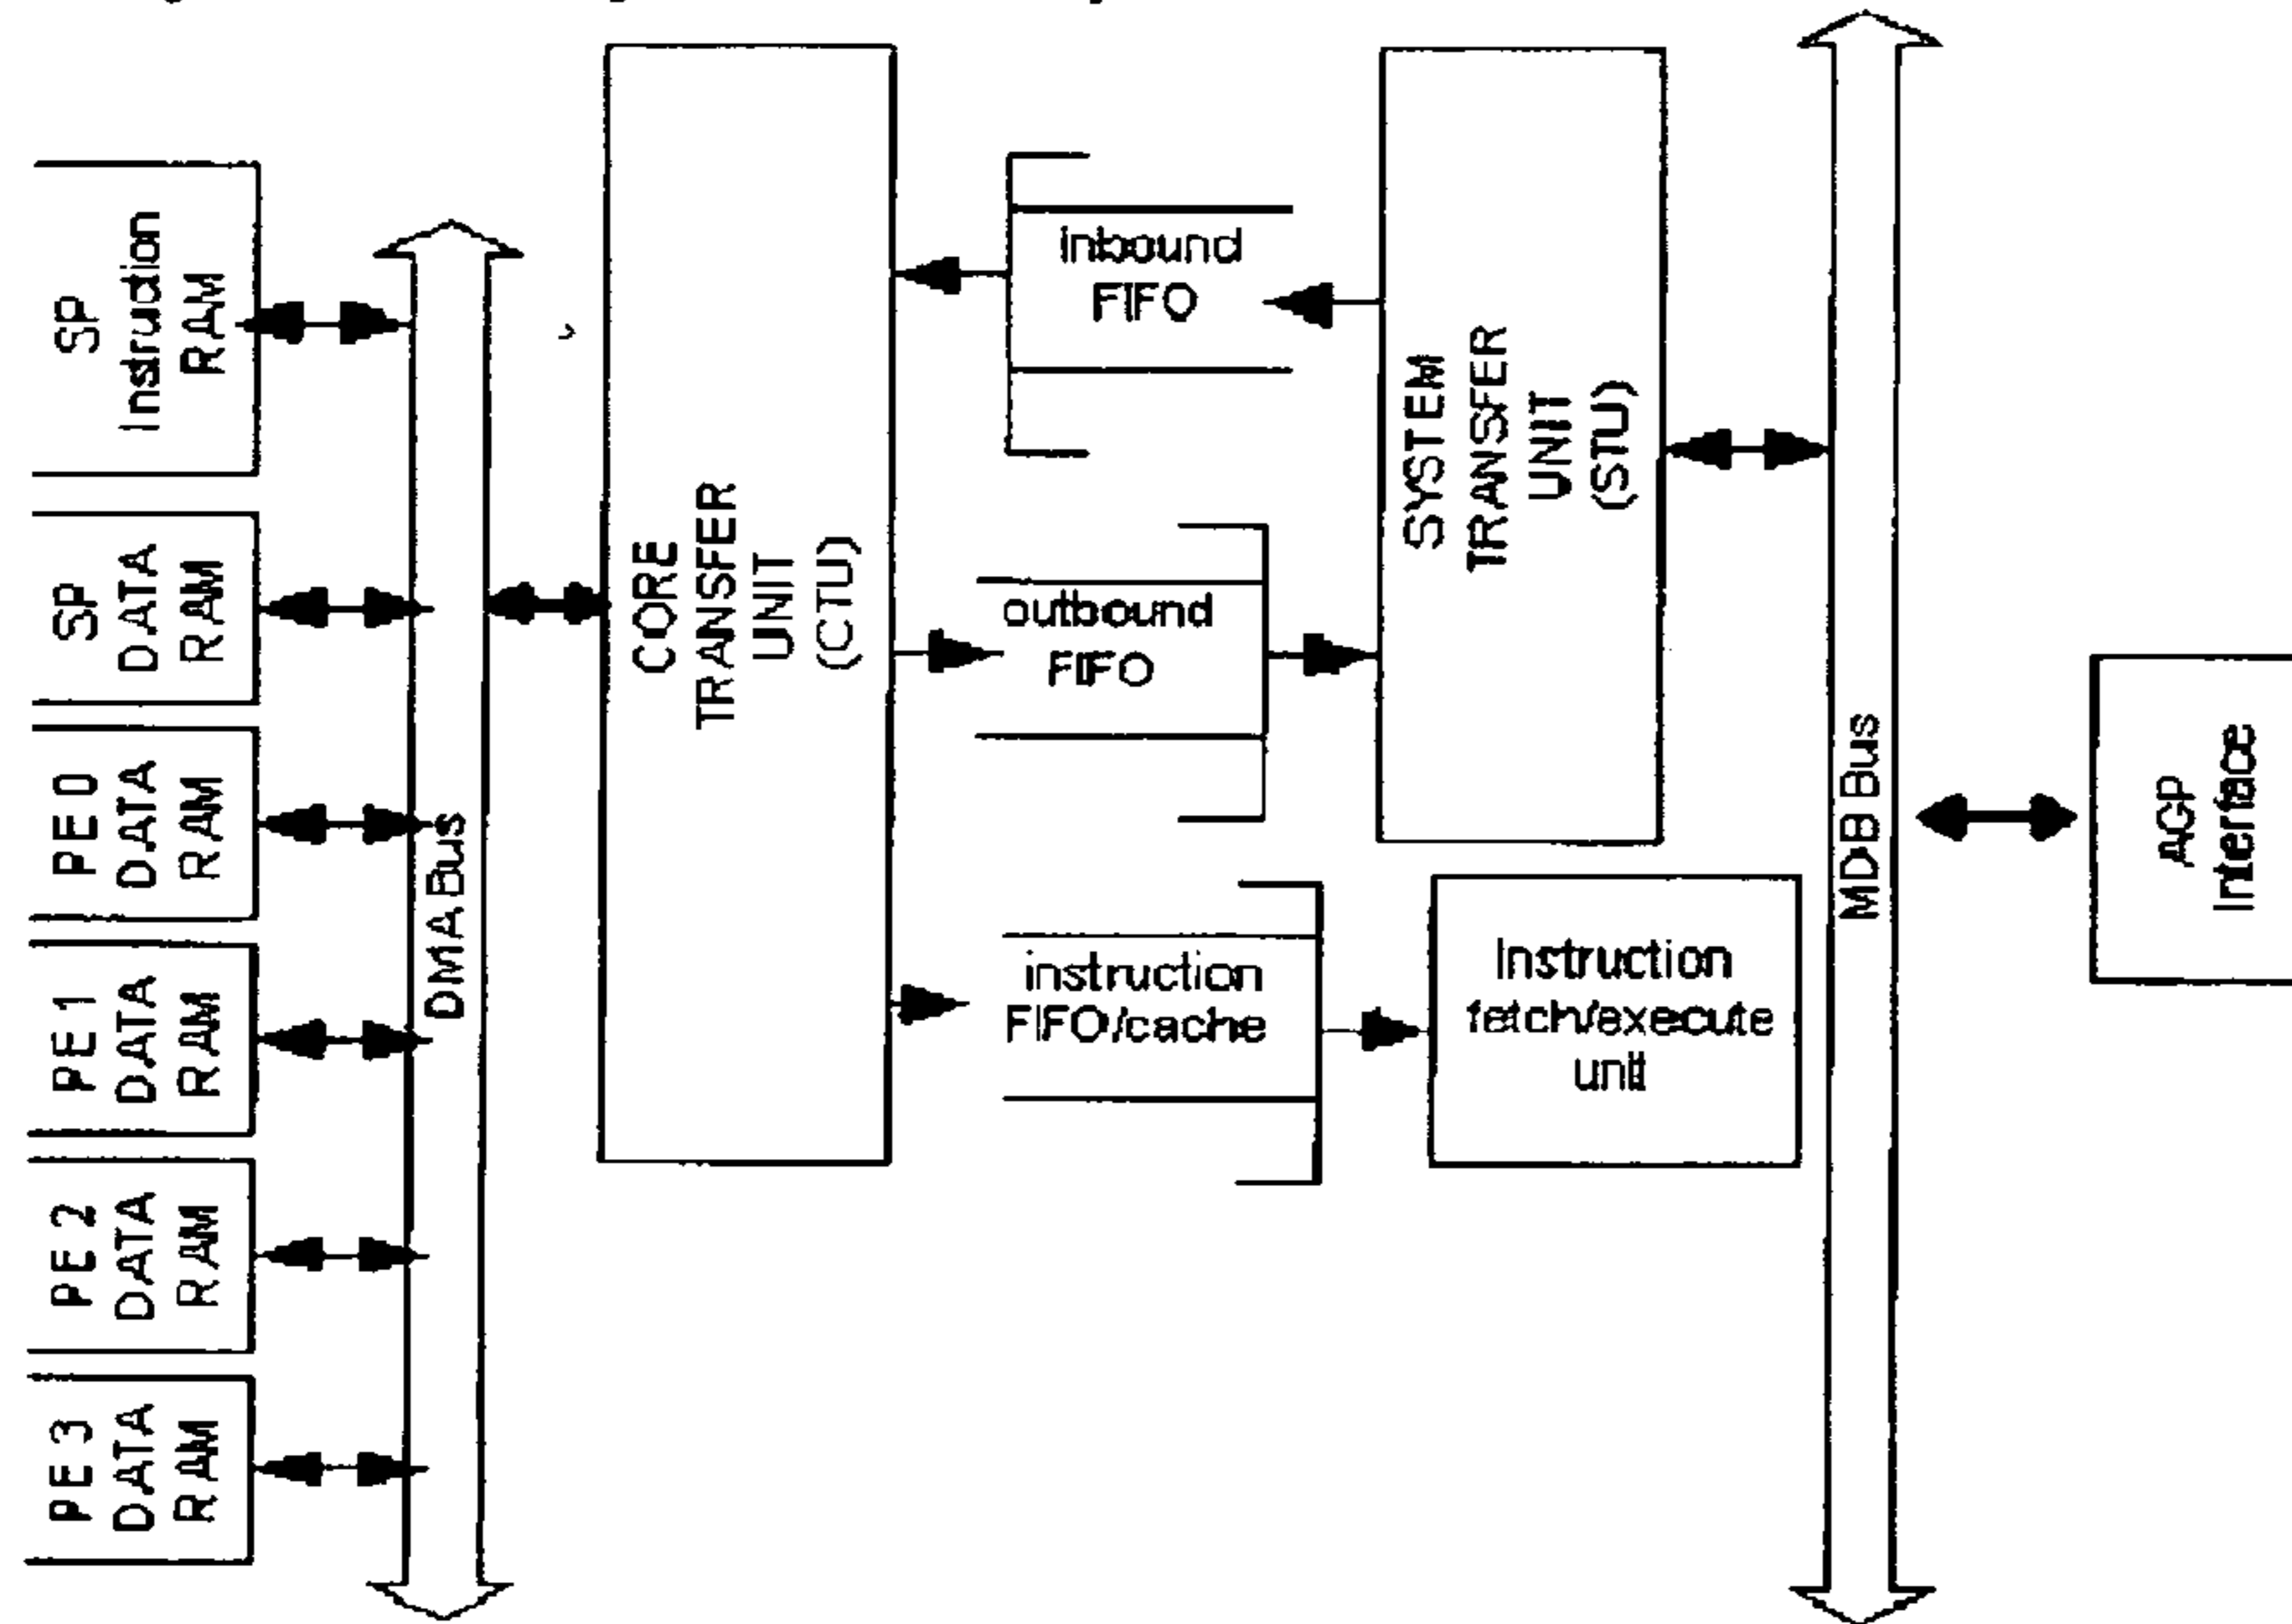 SP
Instruction
RAM
SP
DATA
RAM
PE 0
DATA
RAM
PE 1
DATA
RAM
PE 2
DATA
RAM
PE 3
DATA
RAM
DMA Bus
CORE
TRANSFER
UNIT
(CTU)
inbound
FIFO
outbound
FIFO
instruction
FIFO/cache
SYSTEM
TRANSFER
UNIT
(STU)
Instruction
fetch/execute
unit
MDB Bus
AGP
Interface